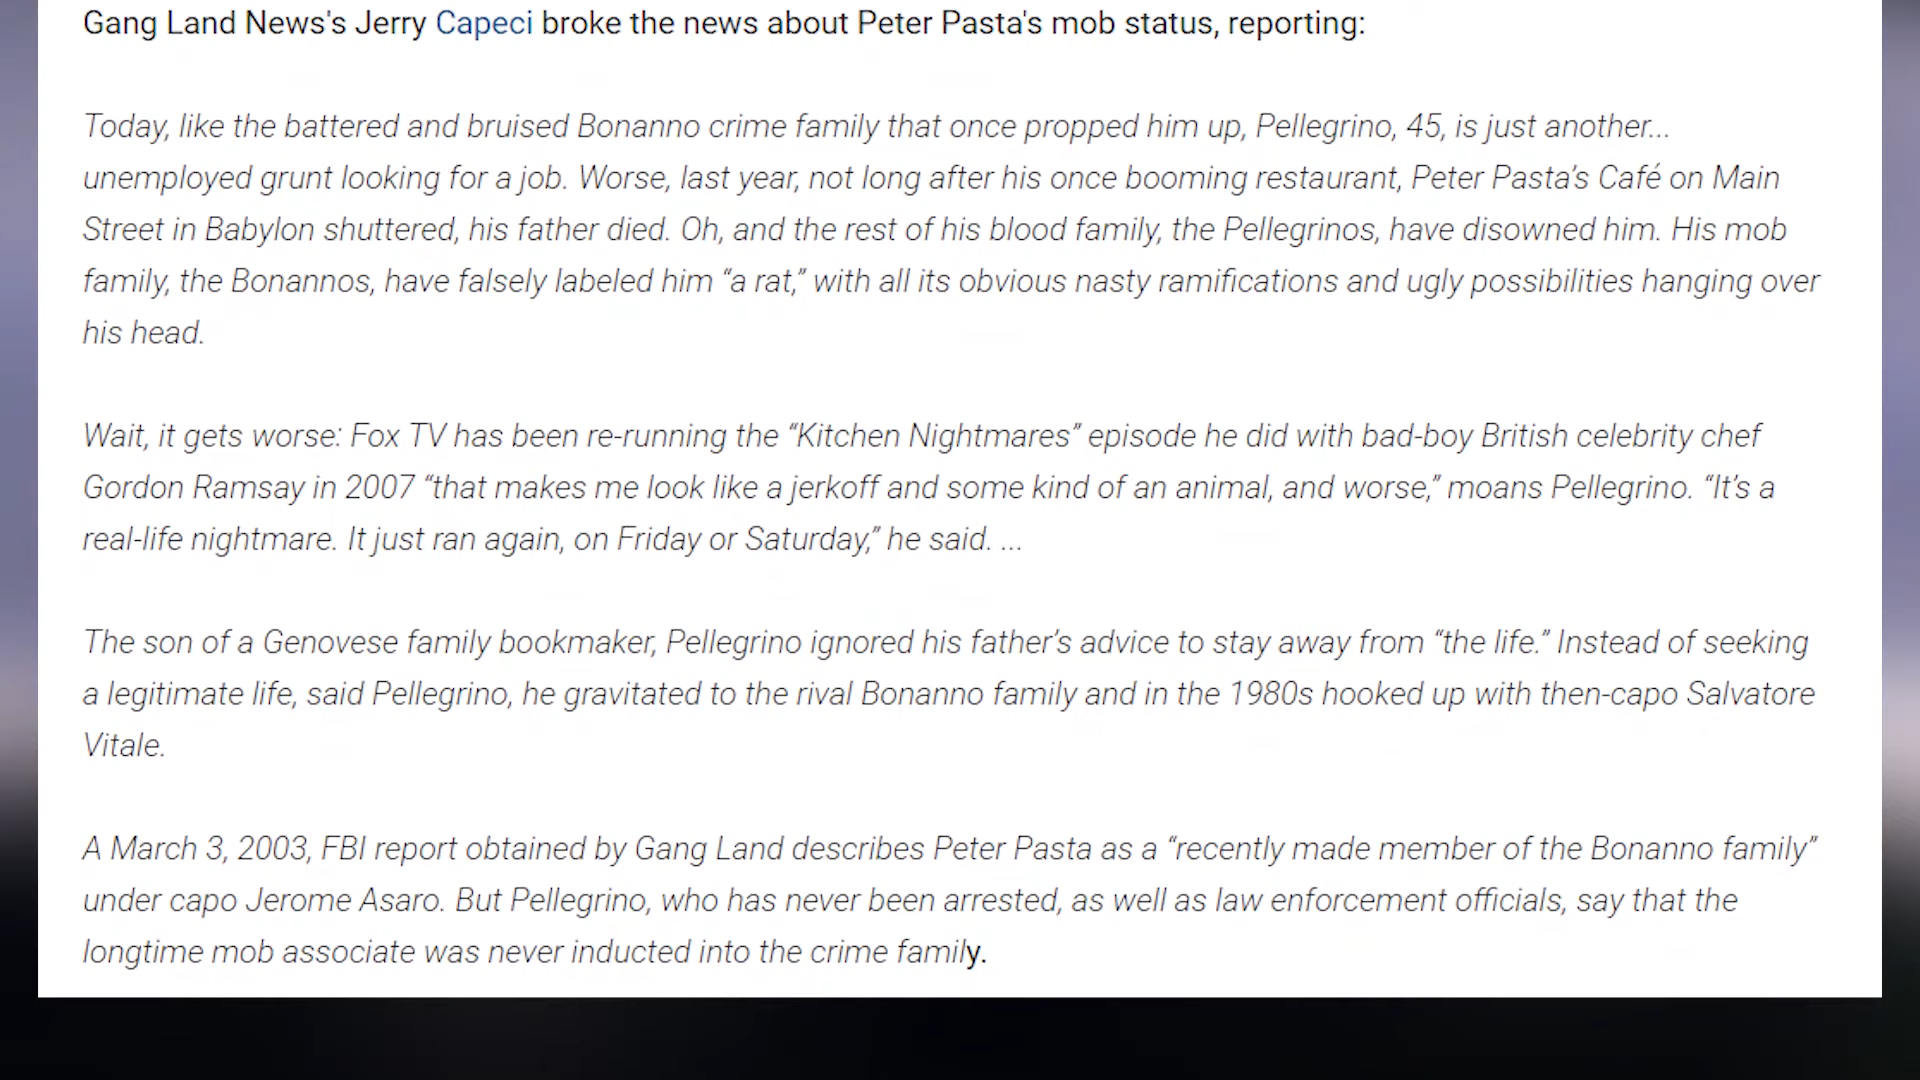 Gang Land News's Jerry Capeci broke the news about Peter Pasta's mob status, reporting:
Today, like the battered and bruised Bonanno crime family that once propped him up, Pellegrino, 45, is just another...
unemployed grunt looking for a job. Worse, last year, not long after his once booming restaurant, Peter Pasta’s Café on Main
Street in Babylon shuttered, his father died. Oh, and the rest of his blood family, the Pellegrinos, have disowned him. His mob
family, the Bonannos, have falsely labeled him “a rat,” with all its obvious nasty ramifications and ugly possibilities hanging over
his head.
Wait, it gets worse: Fox TV has been re-running the “Kitchen Nightmares” episode he did with bad-boy British celebrity chef
Gordon Ramsay in 2007 “that makes me look like a jerkoff and some kind of an animal, and worse,” moans Pellegrino. “It’s a
real-life nightmare. It just ran again, on Friday or Saturday,” he said. ...
The son of a Genovese family bookmaker, Pellegrino ignored his father’s advice to stay away from “the life.” Instead of seeking
a legitimate life, said Pellegrino, he gravitated to the rival Bonanno family and in the 1980s hooked up with then-capo Salvatore
Vitale.
A March 3, 2003, FBI report obtained by Gang Land describes Peter Pasta as a “recently made member of the Bonanno family”
under capo Jerome Asaro. But Pellegrino, who has never been arrested, as well as law enforcement officials, say that the
longtime mob associate was never inducted into the crime family.